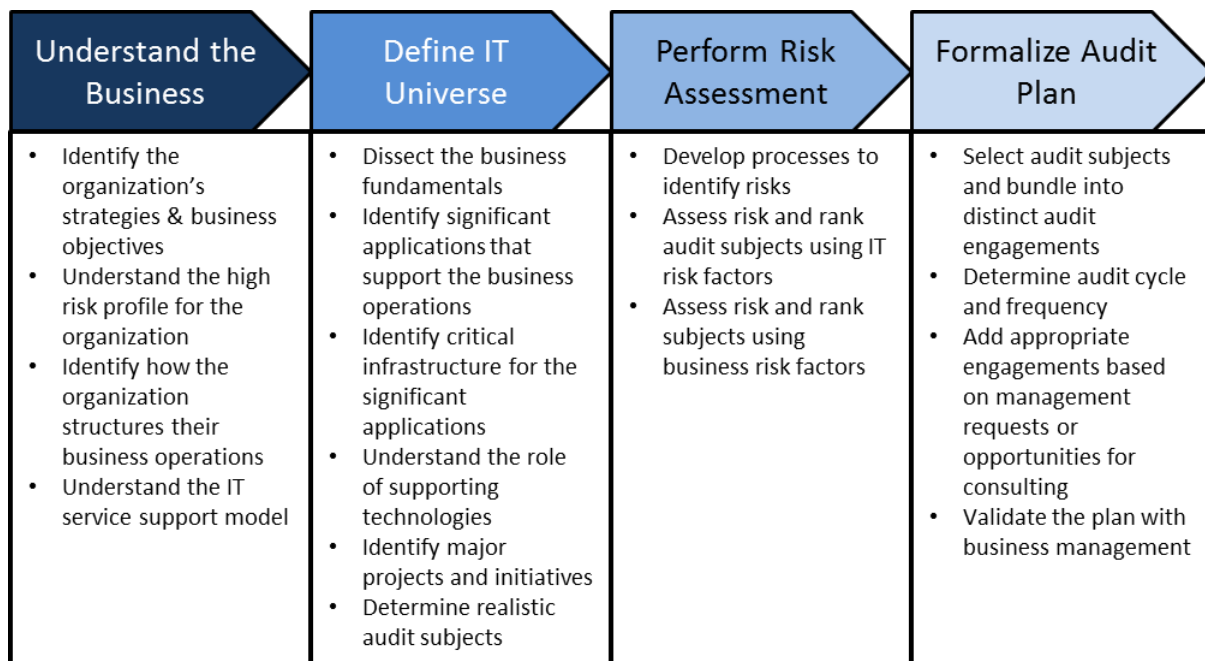 Understand the
Business
Define IT
Universe
Perform Risk
Assessment
Formalize Audit
Plan
• Identify the
organization’s
strategies & business
objectives
• Understand the high
risk profile for the
organization
• Identify how the
organization
structures their
business operations
• Understand the IT
service support model
• Dissect the business
fundamentals
• Identify significant
applications that
support the business
operations
• Identify critical
infrastructure for the
significant
applications
• Understand the role
of supporting
technologies
• Identify major
projects and initiatives
• Determine realistic
audit subjects
• Develop processes to
identify risks
• Assess risk and rank
audit subjects using IT
risk factors
• Assess risk and rank
subjects using
business risk factors
• Select audit subjects
and bundle into
distinct audit
engagements
• Determine audit cycle
and frequency
• Add appropriate
engagements based
on management
requests or
opportunities for
consulting
• Validate the plan with
business management